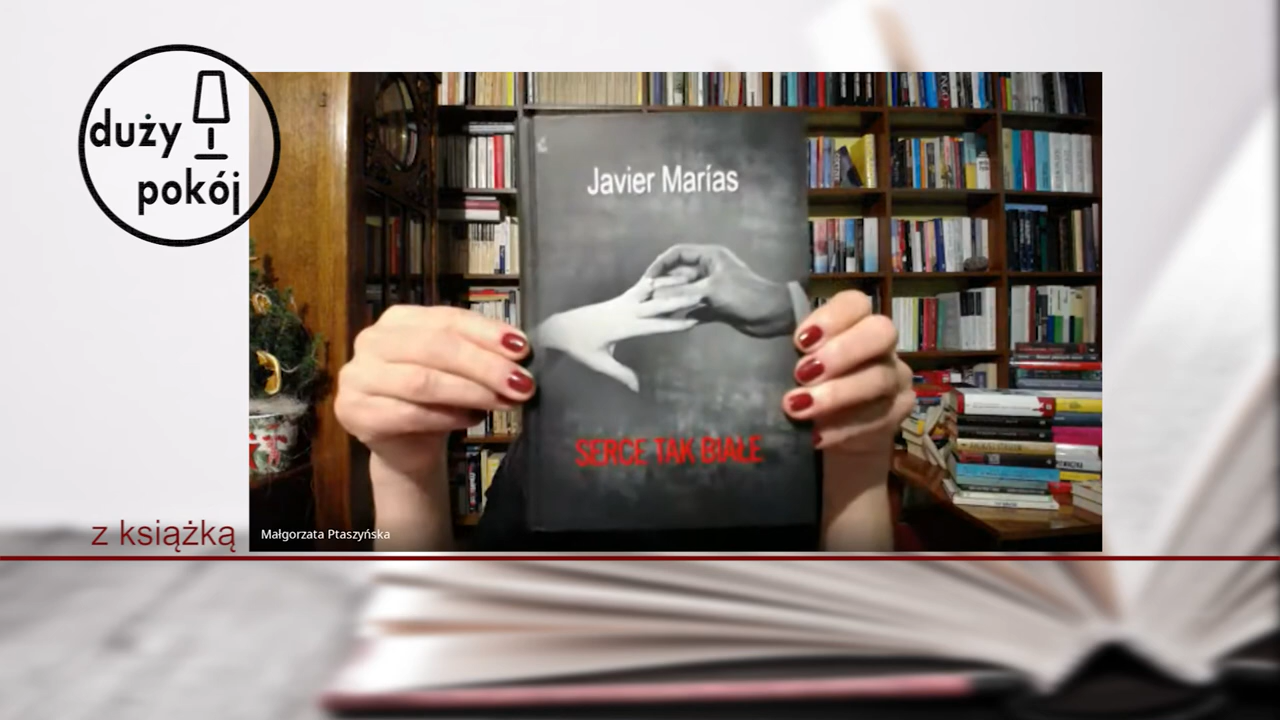 duży
pokój
z książką
Javier Marías
SERCE TAK BIAŁE
Małgorzata Ptaszyńska